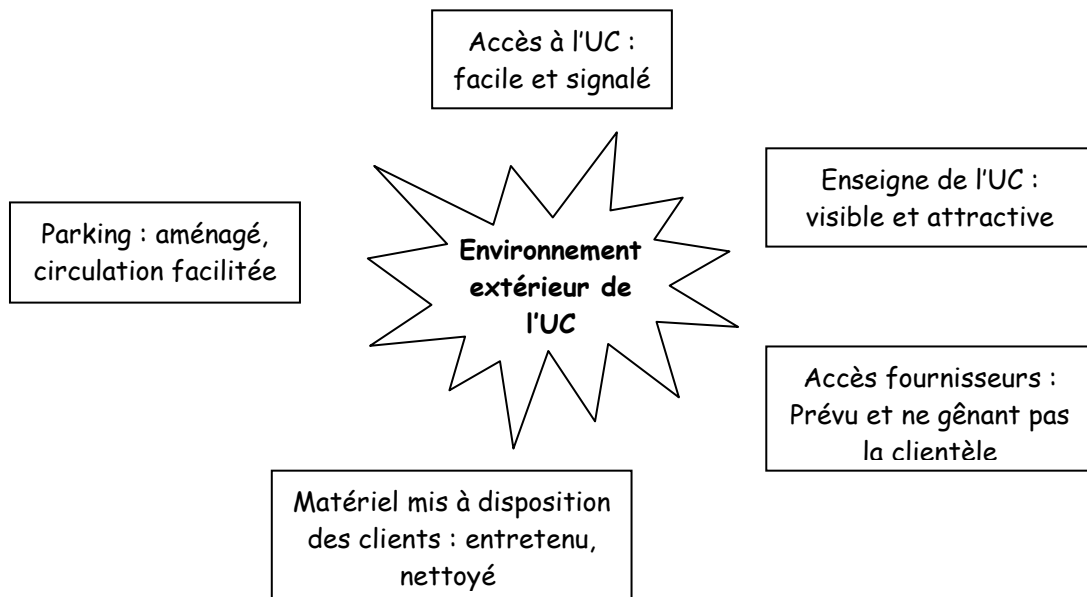 Accès à l'UC :
facile et signalé
Enseigne de l'UC :
visible et attractive
Parking : aménagé,
circulation facilitée
Environnement
extérieur de
l'UC
Accès fournisseurs :
Prévu et ne gênant pas
la clientèle
Matériel mis à disposition
des clients : entretenu,
nettoyé